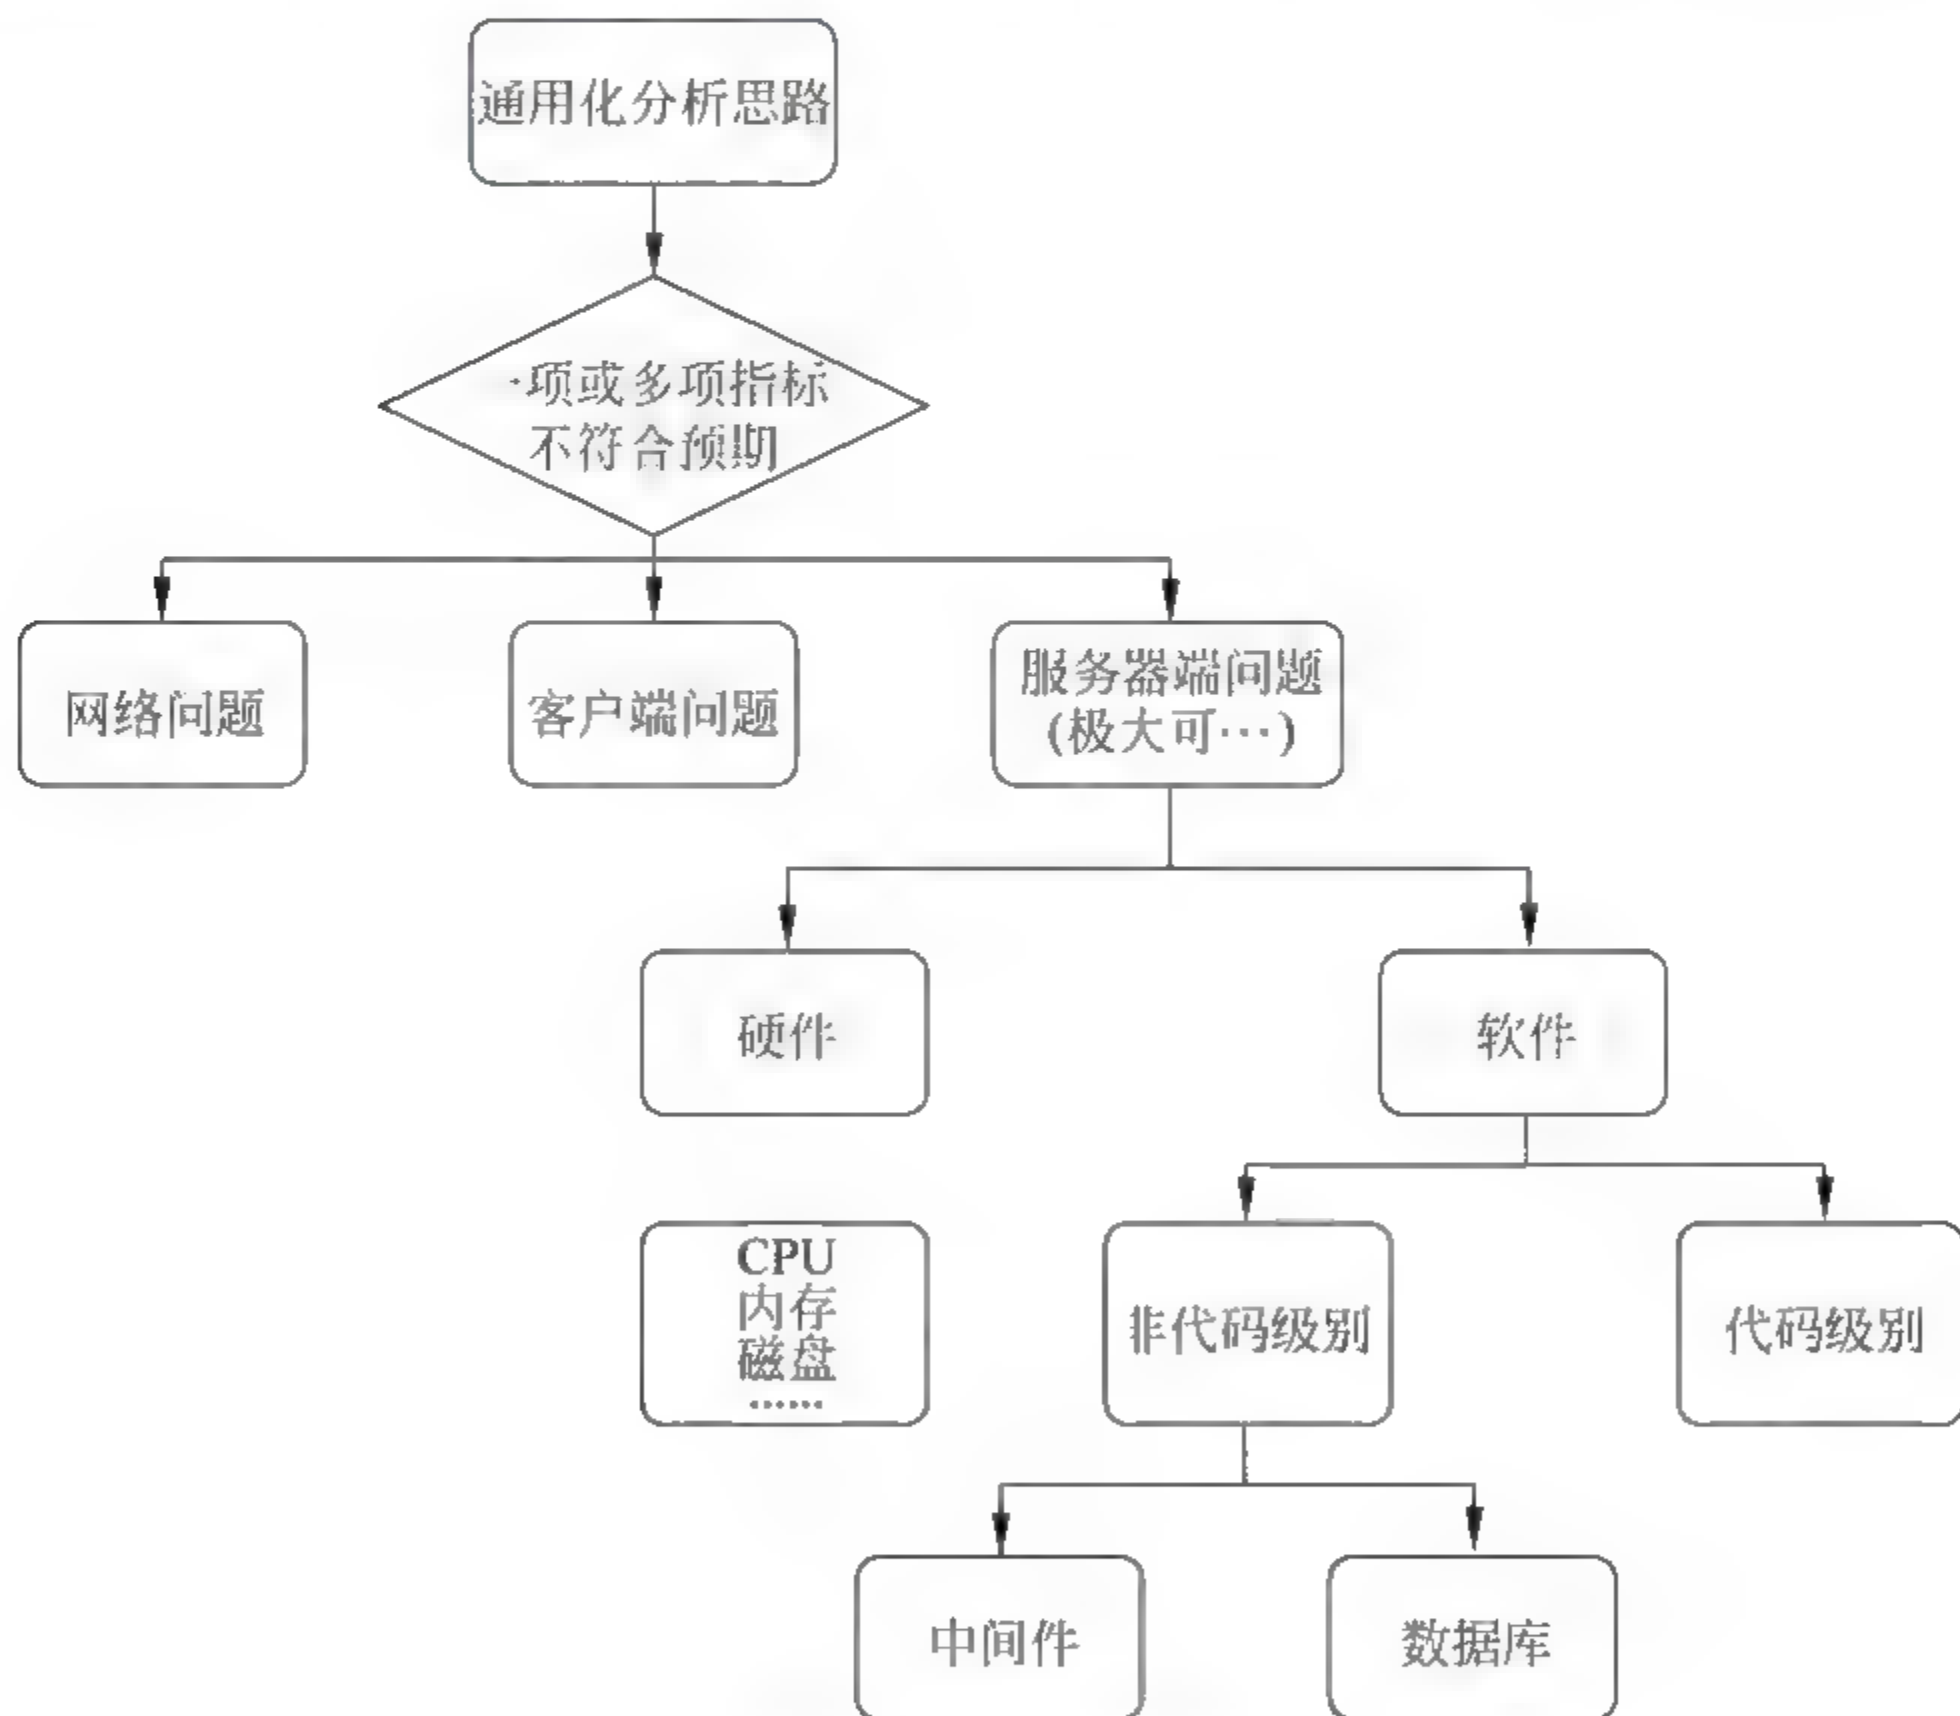 通用化分析思路
一项或多项指标
不符合预期
网络问题
客户端问题
服务器端问题
(极大可…)
硬件
软件
CPU
内存
磁盘
……
非代码级别
代码级别
中间件
数据库